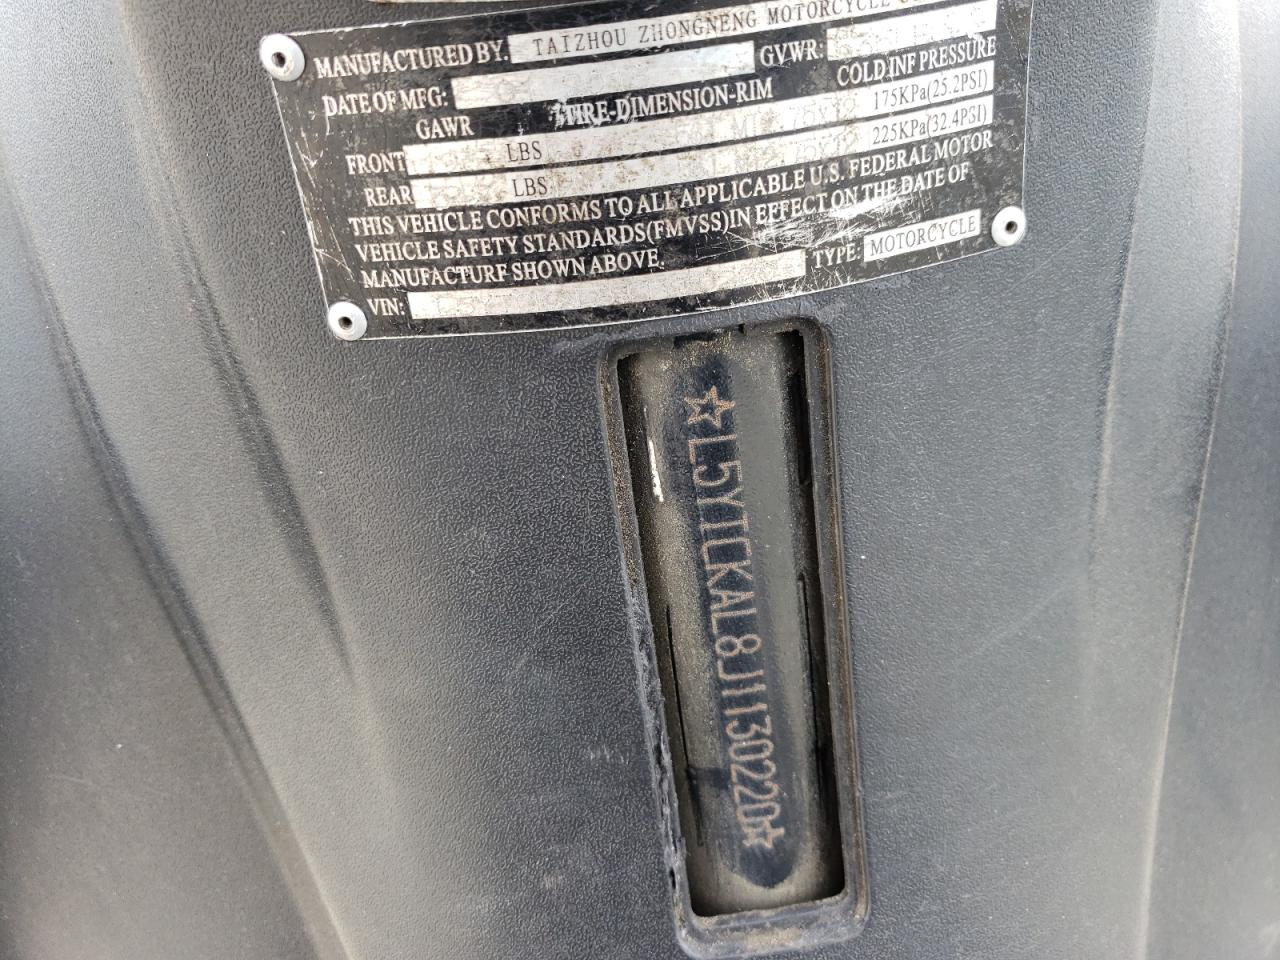 MANUFACTURED BY. TAIZHOU ZHONGNENG MOTORCYCLE
DATE OF MFG: GVWR:
GAWR TIRE-DIMENSION-RIM COLD INF PRESSURE
FRONT LBS 175KPa(25.2PSI)
REAR LBS 225KPa(32.4PSI)
THIS VEHICLE CONFORMS TO ALL APPLICABLE U.S. FEDERAL MOTOR
VEHICLE SAFETY STANDARDS(FMVSS)IN EFFECT ON THE DATE OF
MANUFACTURE SHOWN ABOVE.
VIN: TYPE: MOTORCYCLE
☆L5YTCKAL8J1130220☆